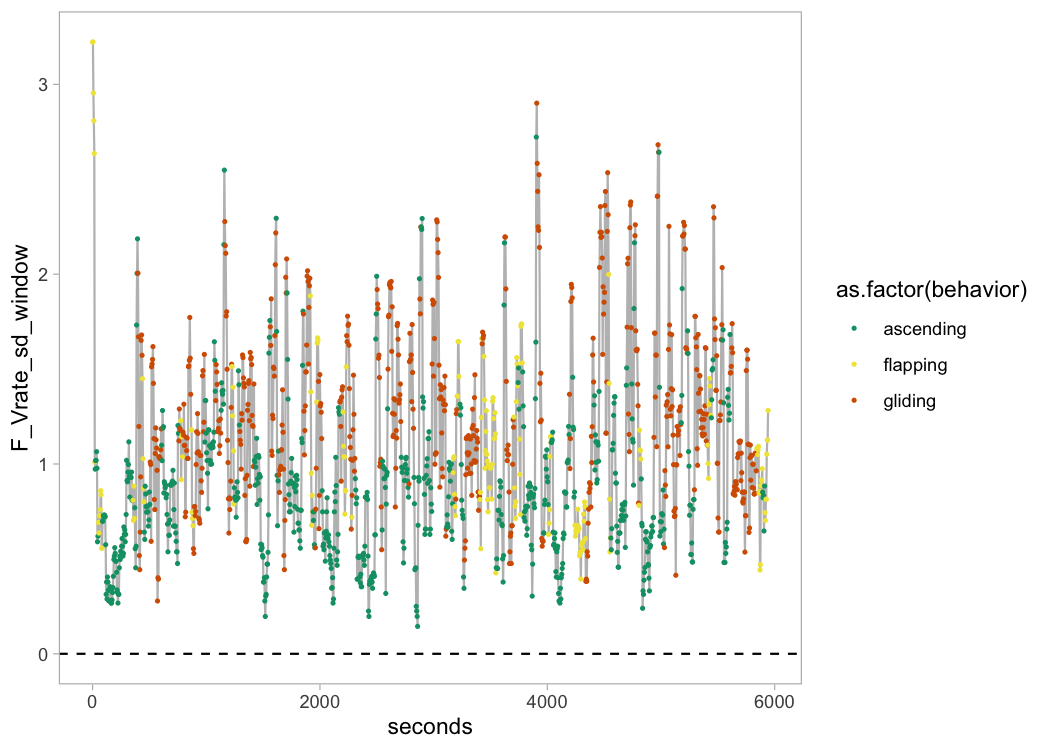 F_Vrate_sd_window
3
2
1
0
0 2000 4000 6000
seconds
as.factor(behavior)
ascending
flapping
gliding